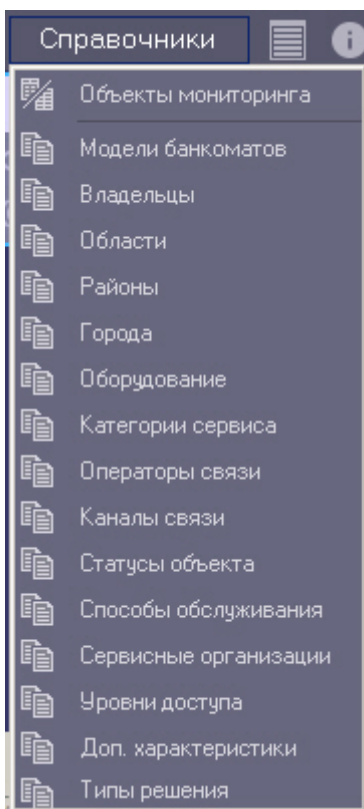 Справочники
Объекты мониторинга
Модели банкоматов
Владельцы
Области
Районы
Города
Оборудование
Категории сервиса
Операторы связи
Каналы связи
Статусы объекта
Способы обслуживания
Сервисные организации
Уровни доступа
Доп. характеристики
Типы решения